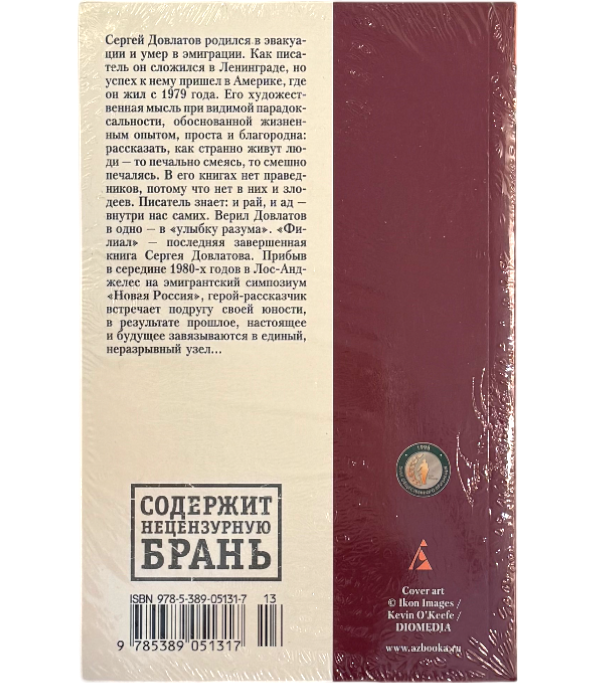 Сергей Довлатов родился в эвакуа-
ции и умер в эмиграции. Как писа-
тель он сложился в Ленинграде, но
успех к нему пришел в Америке, где
он жил с 1979 года. Его художест-
венная мысль при видимой парадок-
сальности, обоснованной жизнен-
ным опытом, проста и благородна:
рассказать, как странно живут лю-
ди — то печально смеясь, то смешно
печалясь. В его книгах нет правед-
ников, потому что нет в них и зло-
деев. Писатель знает: и рай, и ад —
внутри нас самих. Верил Довлатов
в одно — в «улыбку разума». «Фи-
лиал» — последняя завершенная
книга Сергея Довлатова. Прибыв
в середине 1980-х годов в Лос-Анд-
желес на эмигрантский симпозиум
«Новая Россия», герой-рассказчик
встречает подругу своей юности,
в результате прошлое, настоящее
и будущее завязываются в единый,
неразрывный узел...
СОДЕРЖИТ
НЕЦЕНЗУРНУЮ
БРАНЬ
ISBN 978-5-389-05131-7 13
9 785389 051317
Cover art
© Ikon Images /
Kevin O'Keefe /
DIOMEDIA
www.azbooka.ru